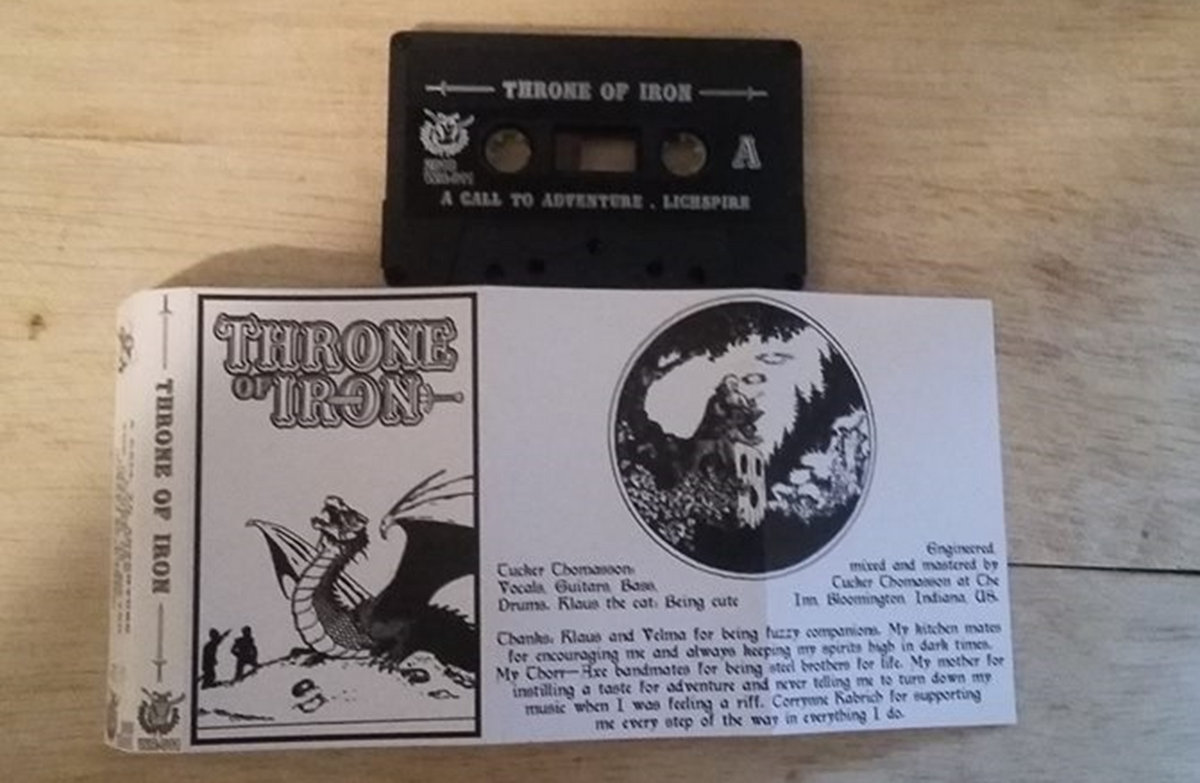 THRONE OF IRON
A
A CALL TO ADVENTURE . LICHSPIRE
THRONE OF IRON
THRONE
OF IRON
Tucker Thomasson:
Vocals, Guitars, Bass,
Drums. Klaus the cat: Being cute
Engineered,
mixed and mastered by
Tucker Thomasson at The
Inn, Bloomington, Indiana, US.
Thanks: Klaus and Velma for being fuzzy companions. My kitchen mates
for encouraging me and always keeping my spirits high in dark times.
My Thorr-Axe bandmates for being steel brothers for life. My mother for
instilling a taste for adventure and never telling me to turn down my
music when I was feeling a riff. Corrynne Kabrich for supporting
me every step of the way in everything I do.